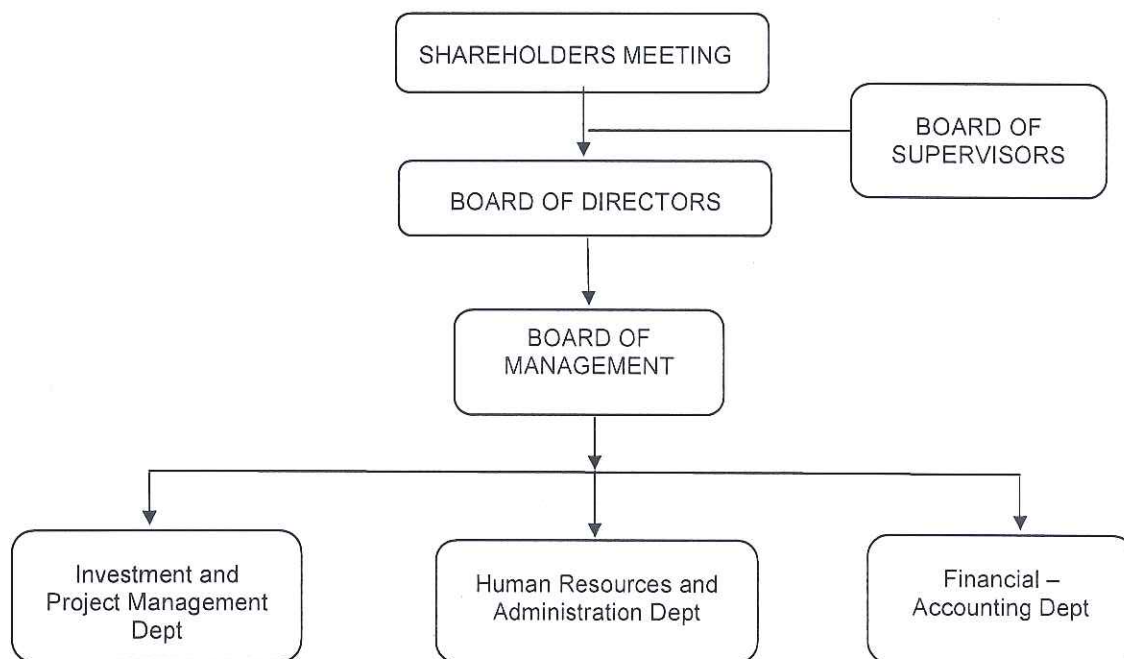 SHAREHOLDERS MEETING
BOARD OF
SUPERVISORS
BOARD OF DIRECTORS
BOARD OF
MANAGEMENT
Investment and
Project Management
Dept
Human Resources and
Administration Dept
Financial –
Accounting Dept